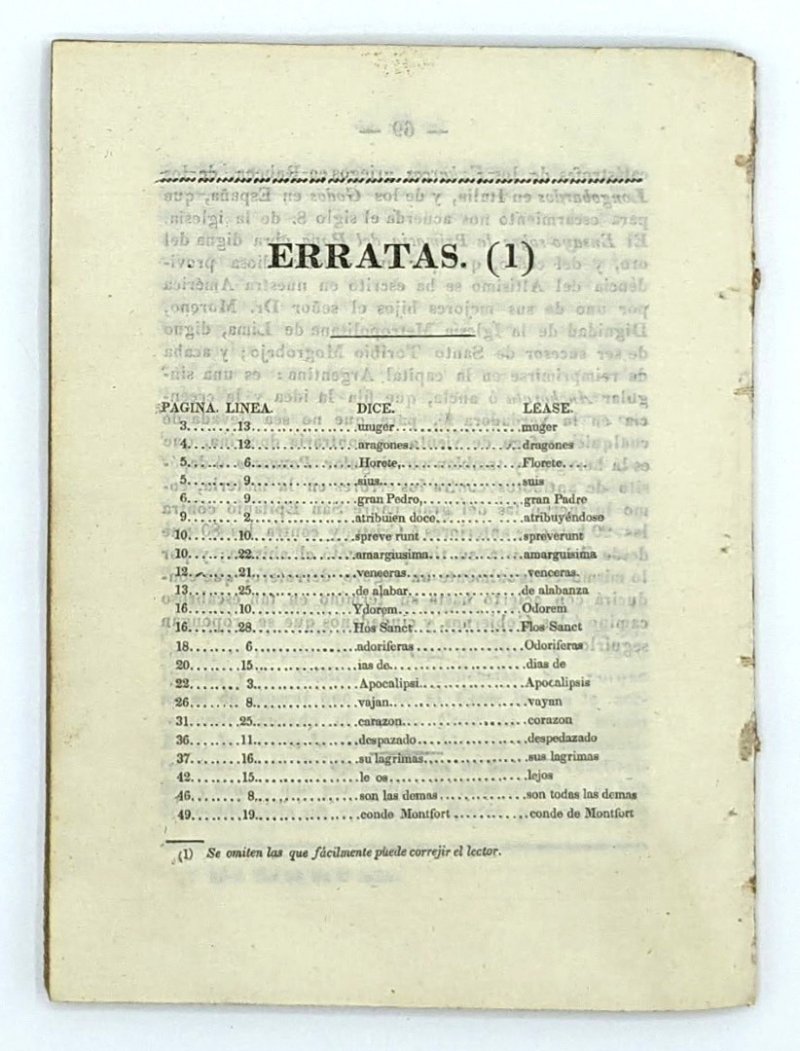 ERRATAS. (1)
PAGINA. LINEA. DICE. LEASE.
3........13................uuger...................muger
4........12................aragones................dragones
5........6................Horete,................Florete....
5........9................sius....................suis
6........9................gran Pedro,..............gran Padre
9........2................atribuien doce............atribuyéndose
10........10................spreve runt..............spreverunt
10........22................amargiusima.............amarguisima
12........21................veneeras.................venceras.
13........25................de alabar................de alabanza
16........10................Ydorem.................Odorem
16........28................Hos Sanct...............Flos Sanct
18........6................adoriferas................Odoriferas
20........15................ias de...................dias de
22........3................Apocalipsi...............Apocalipsis
26........8................vajan....................vayan
31........25................carazon.................corazon
36........11................despazado...............despedazado
37........16................su lagrimas..............sus lagrimas
42........15................le os....................lejos
46........8................son las demas............son todas las demas
49........19................conde Montfort...........conde de Montfort
(1) Se omiten las que fácilmente puede correjir el lector.